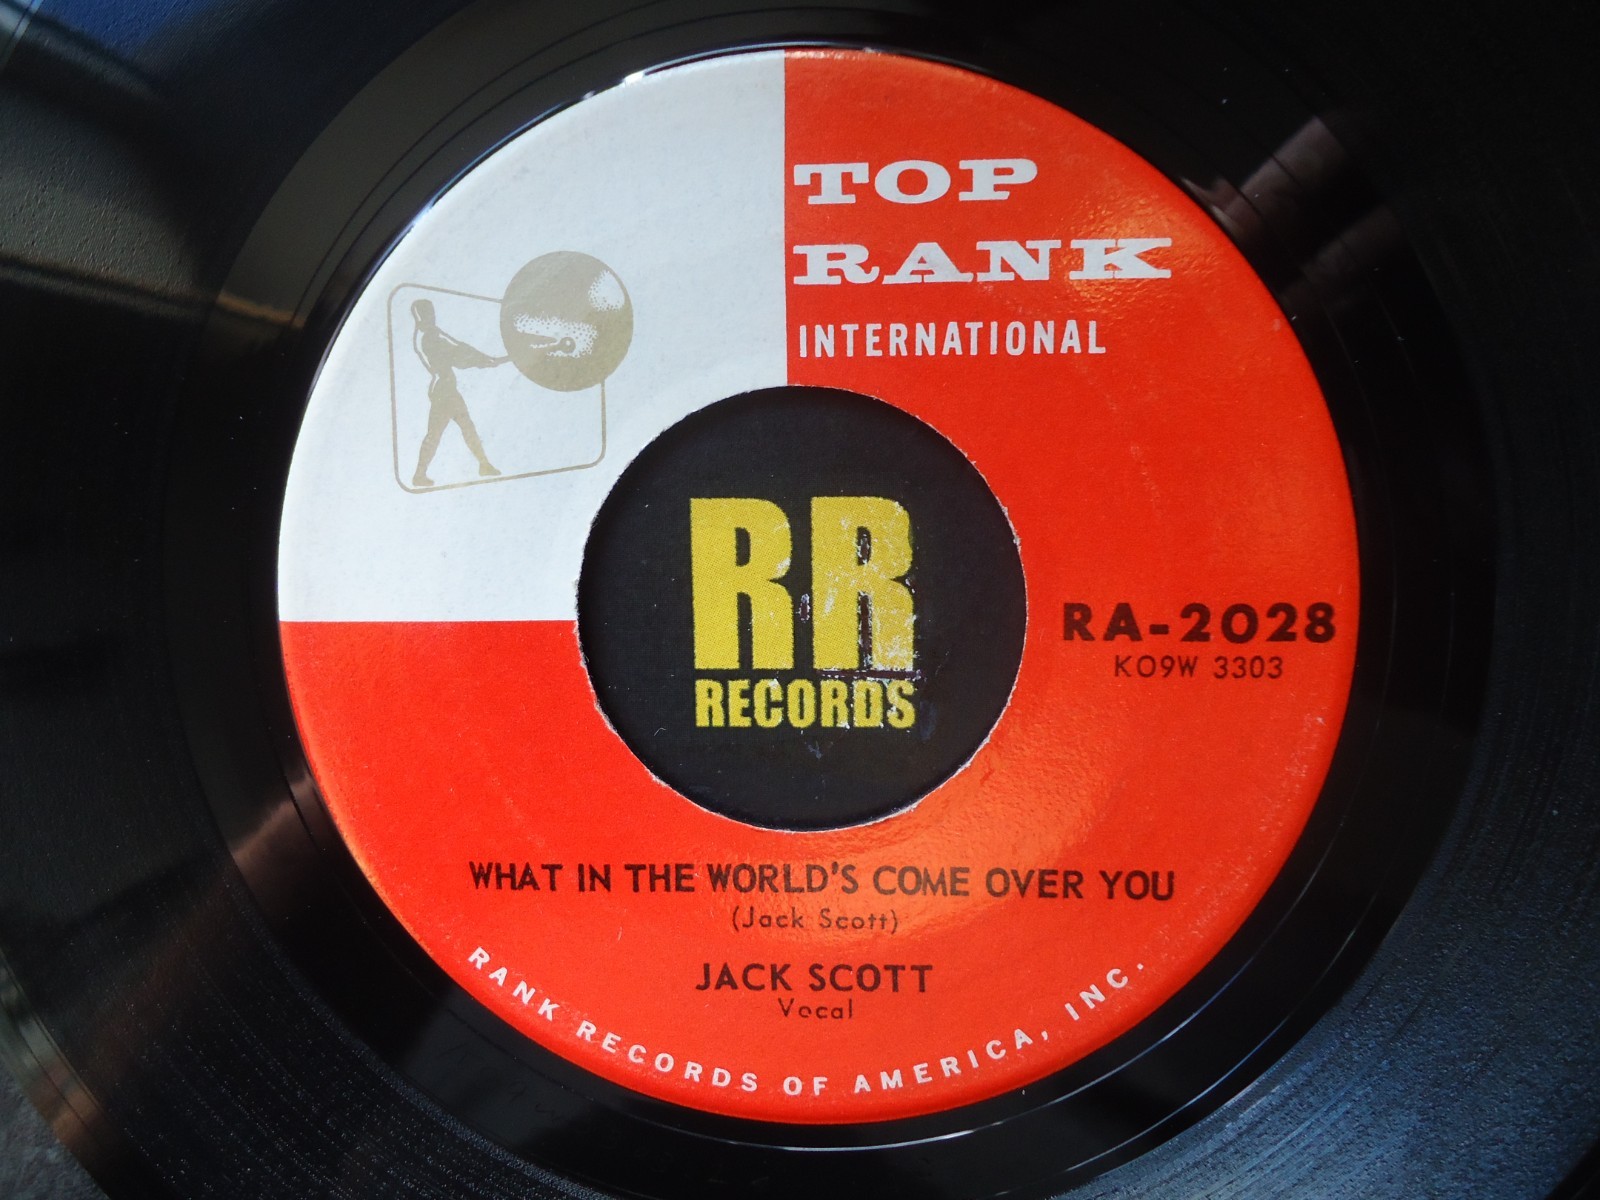 TOP
RANK
INTERNATIONAL
RR
RECORDS
RA-2028
KO9W 3303
WHAT IN THE WORLD'S COME OVER YOU
(Jack Scott)
JACK SCOTT
Vocal
RANK RECORDS OF AMERICA, INC.